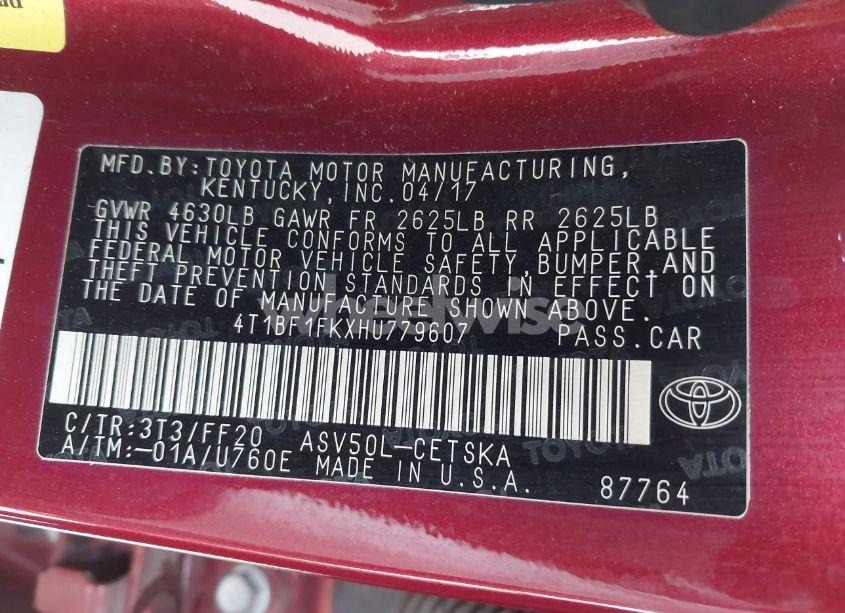 MFD.BY:TOYOTA MOTOR MANUFACTURING,
KENTUCKY,INC.04/17
GVWR 4630LB GAWR FR 2625LB RR 2625LB
THIS VEHICLE CONFORMS TO ALL APPLICABLE
FEDERAL MOTOR VEHICLE SAFETY,BUMPER,AND
THEFT PREVENTION STANDARDS IN EFFECT ON
THE DATE OF MANUFACTURE SHOWN ABOVE.
4T1BF1FKXHU779607 PASS.CAR
C/TR:3T3/FF20 ASV50L-CETSKA
A/TM:-01A/U760E MADE IN U.S.A. 87764
wheelwise
TOYOTA